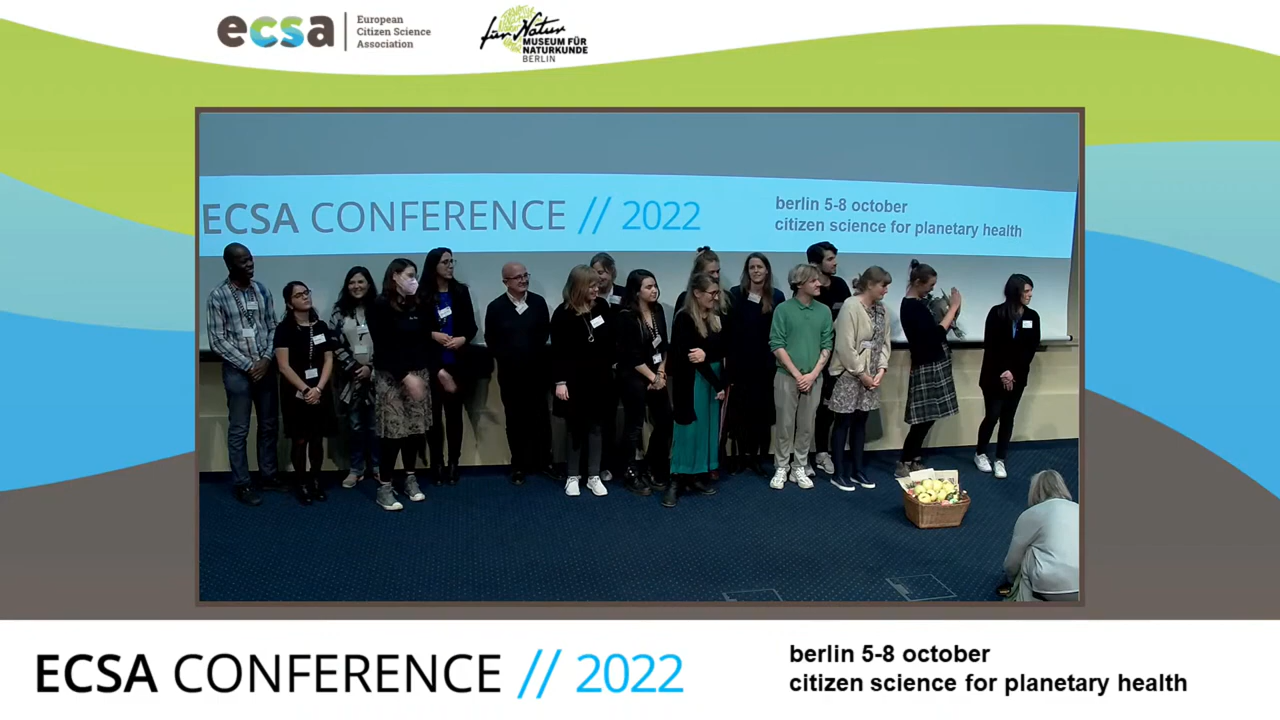 ecsa
European
Citizen Science
Association
für Natur
MUSEUM FÜR
NATURKUNDE
BERLIN
ECSA CONFERENCE // 2022
berlin 5-8 october
citizen science for planetary health
ECSA CONFERENCE // 2022
berlin 5-8 october
citizen science for planetary health